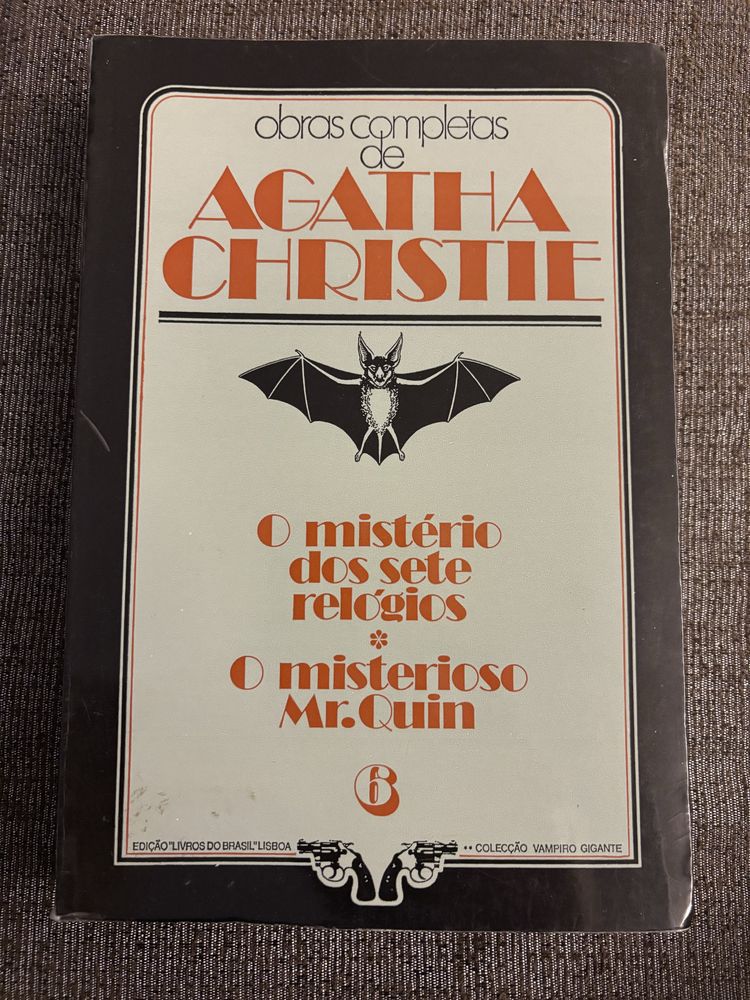 obras completas
de
AGATHA
CHRISTIE
O mistério
dos sete
relógios
*
O misterioso
Mr. Quin
6
EDIÇÃO "LIVROS DO BRASIL" LISBOA
** COLECÇÃO VAMPIRO GIGANTE